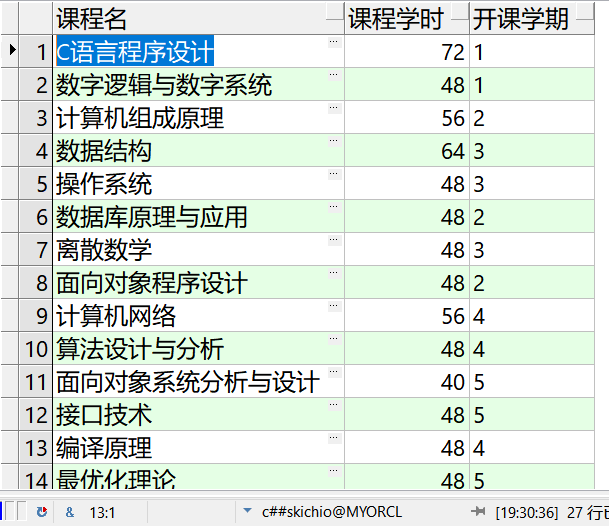 课程名 课程学时 开课学期
1 C语言程序设计 ... 72 1
2 数字逻辑与数字系统 ... 48 1
3 计算机组成原理 ... 56 2
4 数据结构 ... 64 3
5 操作系统 ... 48 3
6 数据库原理与应用 ... 48 2
7 离散数学 ... 48 3
8 面向对象程序设计 ... 48 2
9 计算机网络 ... 56 4
10 算法设计与分析 ... 48 4
11 面向对象系统分析与设计 ... 40 5
12 接口技术 ... 48 5
13 编译原理 ... 48 4
14 最优化理论 ... 48 5
& 13:1 c##skichio@MYORCL [19:30:36] 27 行